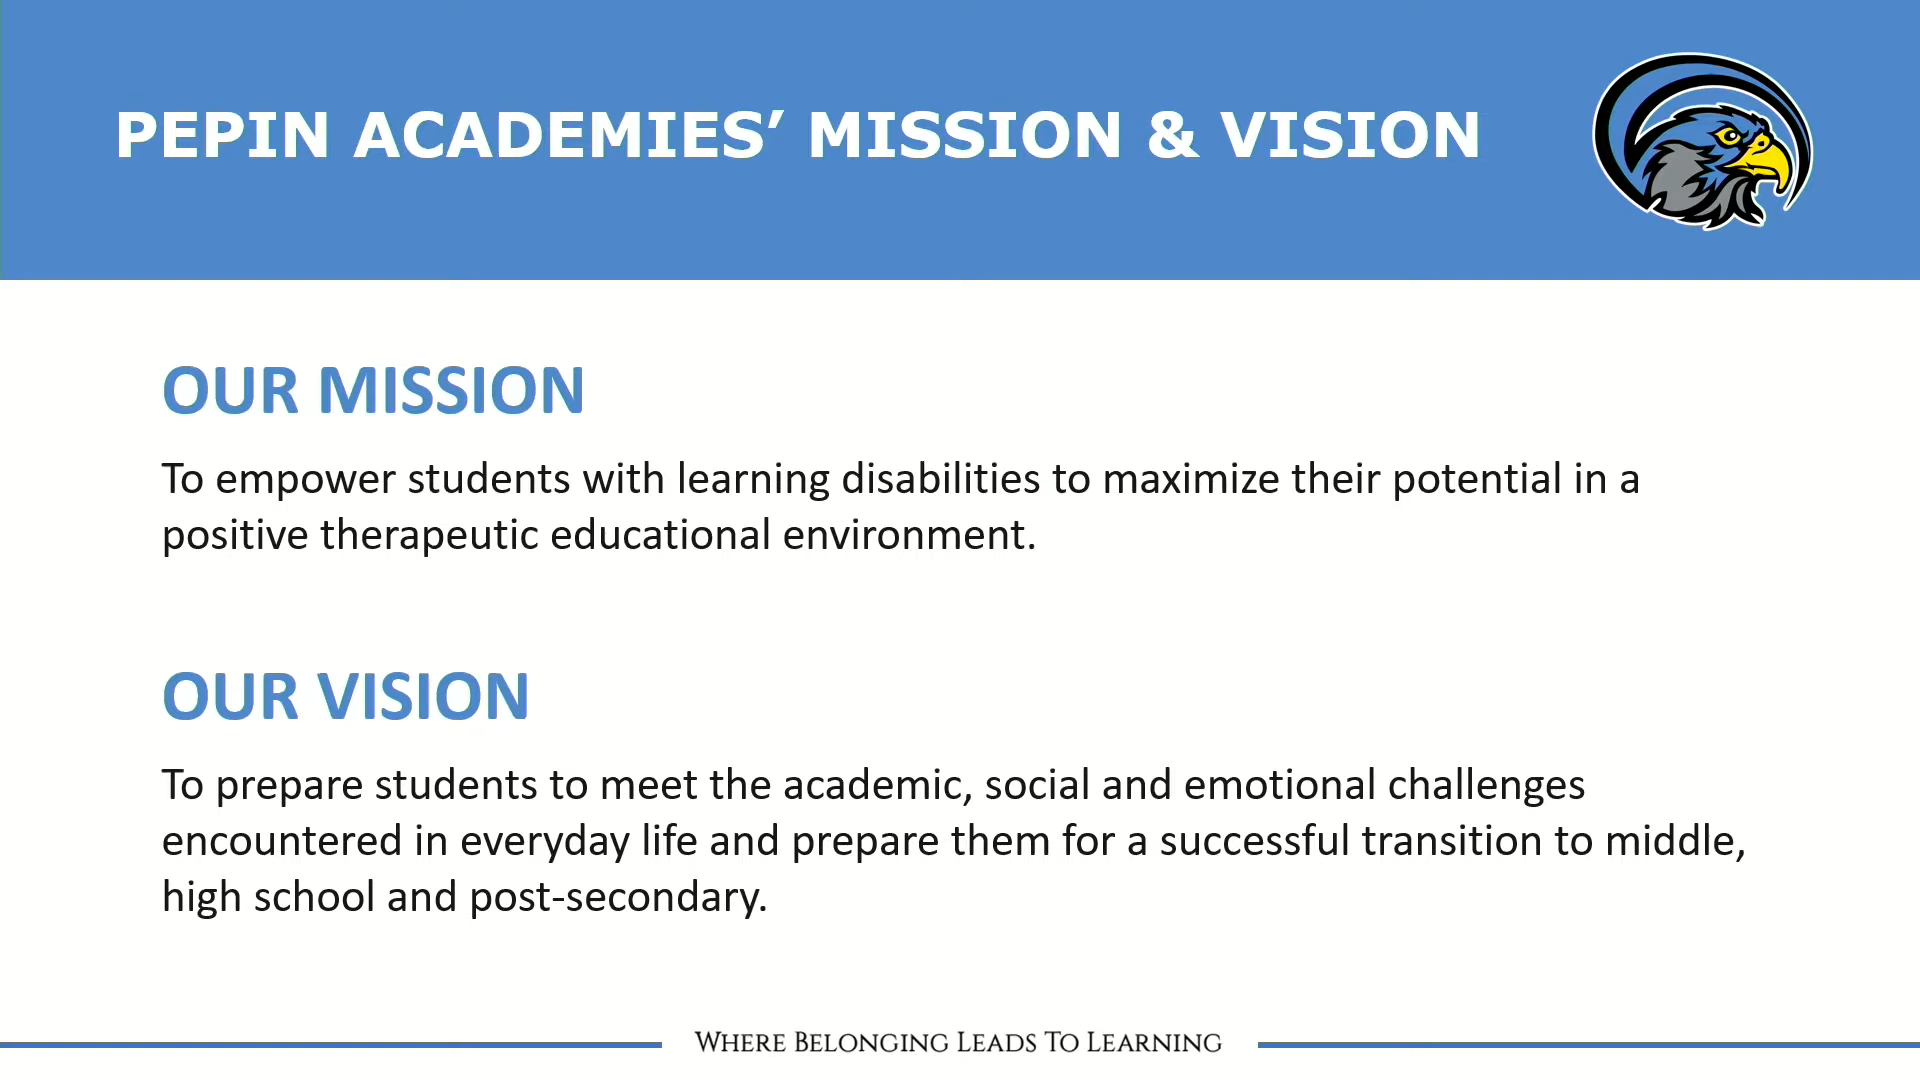 PEPIN ACADEMIES’ MISSION & VISION
OUR MISSION
To empower students with learning disabilities to maximize their potential in a
positive therapeutic educational environment.
OUR VISION
To prepare students to meet the academic, social and emotional challenges
encountered in everyday life and prepare them for a successful transition to middle,
high school and post-secondary.
WHERE BELONGING LEADS TO LEARNING